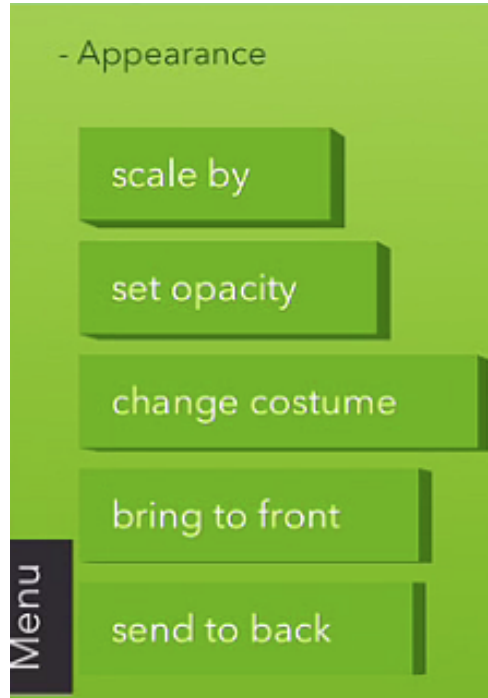 - Appearance
scale by
set opacity
change costume
bring to front
send to back
Menu